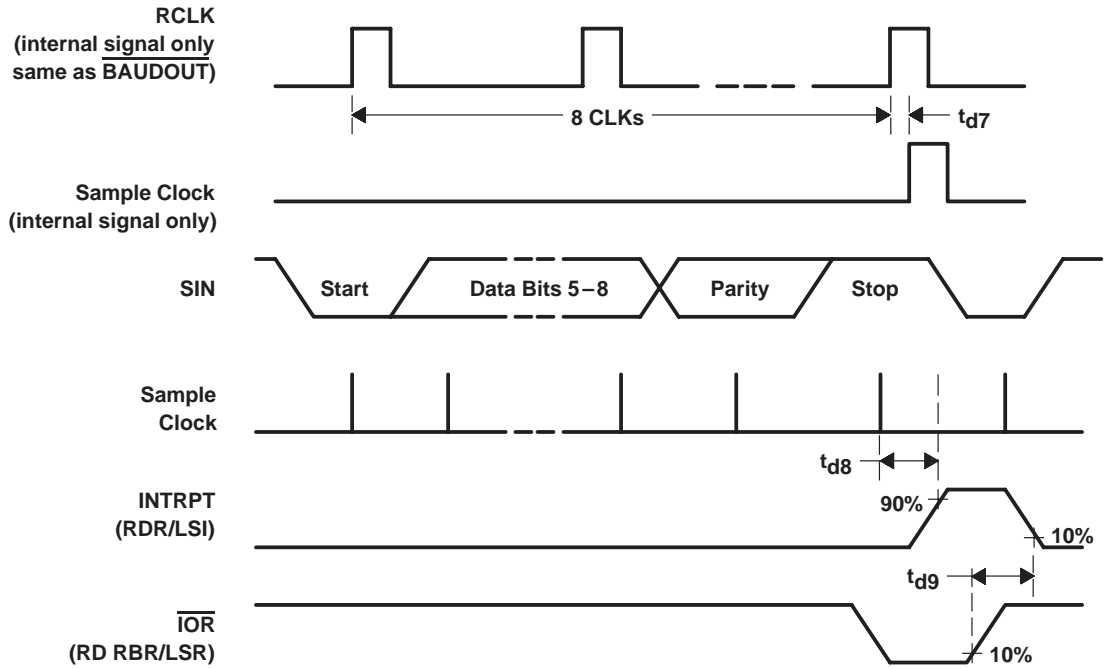 RCLK
(internal signal only
same as BAUDOUT)
8 CLKs
td7
Sample Clock
(internal signal only)
SIN
Start
Data Bits 5–8
Parity
Stop
Sample
Clock
td8
INTRPT
(RDR/LSI)
90%
10%
td9
IOR
(RD RBR/LSR)
10%